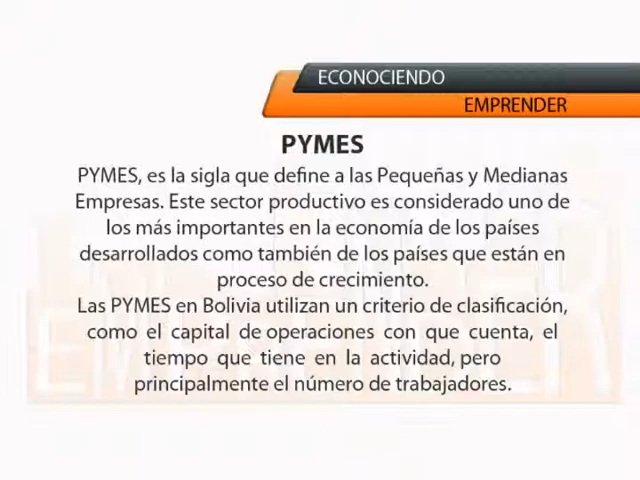 ECONOCIENDO
EMPRENDER
PYMES
PYMES, es la sigla que define a las Pequeñas y Medianas
Empresas. Este sector productivo es considerado uno de
los más importantes en la economía de los países
desarrollados como también de los países que están en
proceso de crecimiento.
Las PYMES en Bolivia utilizan un criterio de clasificación,
como el capital de operaciones con que cuenta, el
tiempo que tiene en la actividad, pero
principalmente el número de trabajadores.